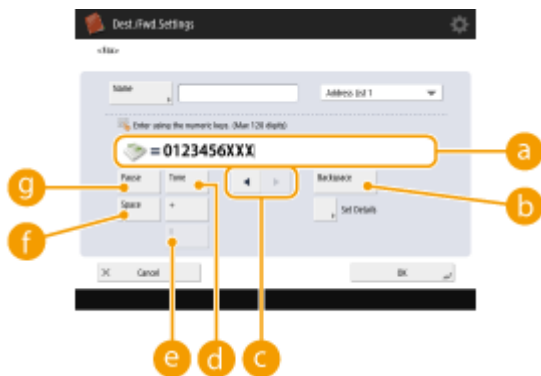 Dest./Fwd. Settings
<Fax>
Name
Address List 1
Enter using the numeric keys. (Max 120 digits)
= 0123456XXX
a
Pause
Tone
Backspace
g
b
Space
+
Set Details
f
Cancel
OK
e
d
c